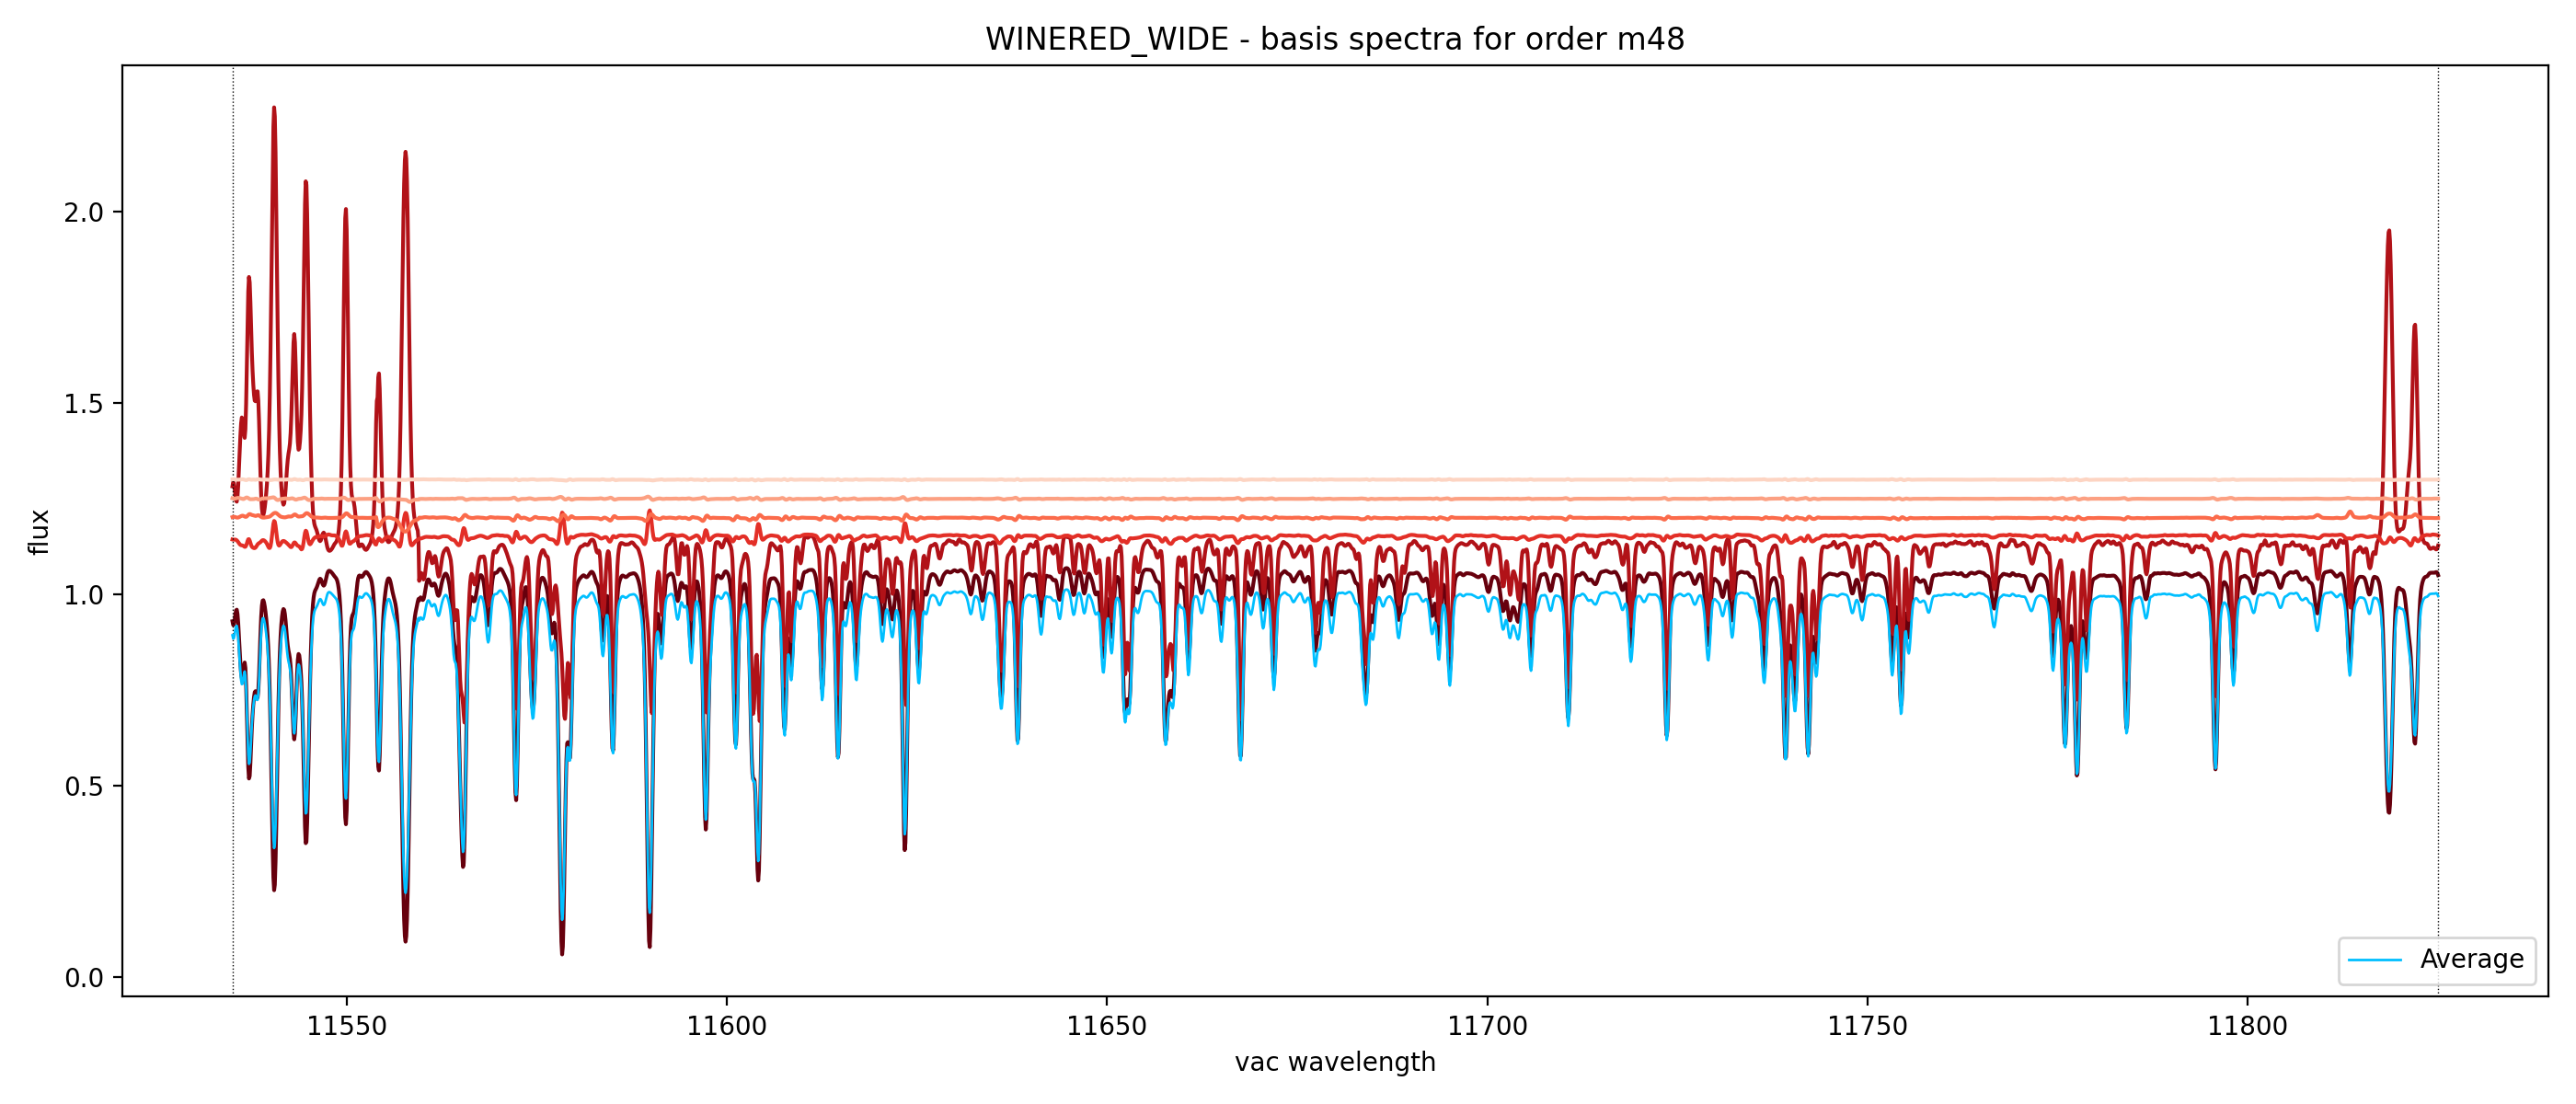 WINERED_WIDE - basis spectra for order m48
flux
2.0
1.5
1.0
0.5
0.0
Average
11550 11600 11650 11700 11750 11800
vac wavelength